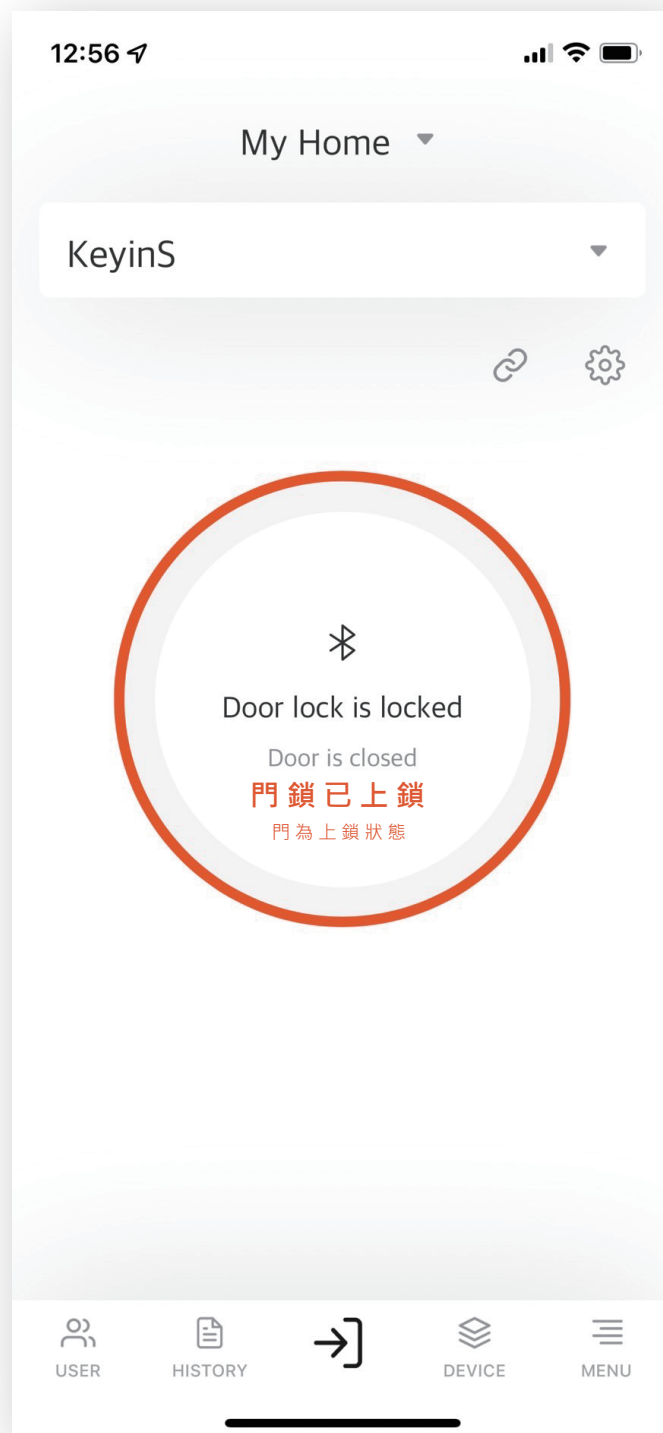 12:56
My Home
KeyinS
Door lock is locked
Door is closed
門鎖已上鎖
門為上鎖狀態
USER
HISTORY
DEVICE
MENU